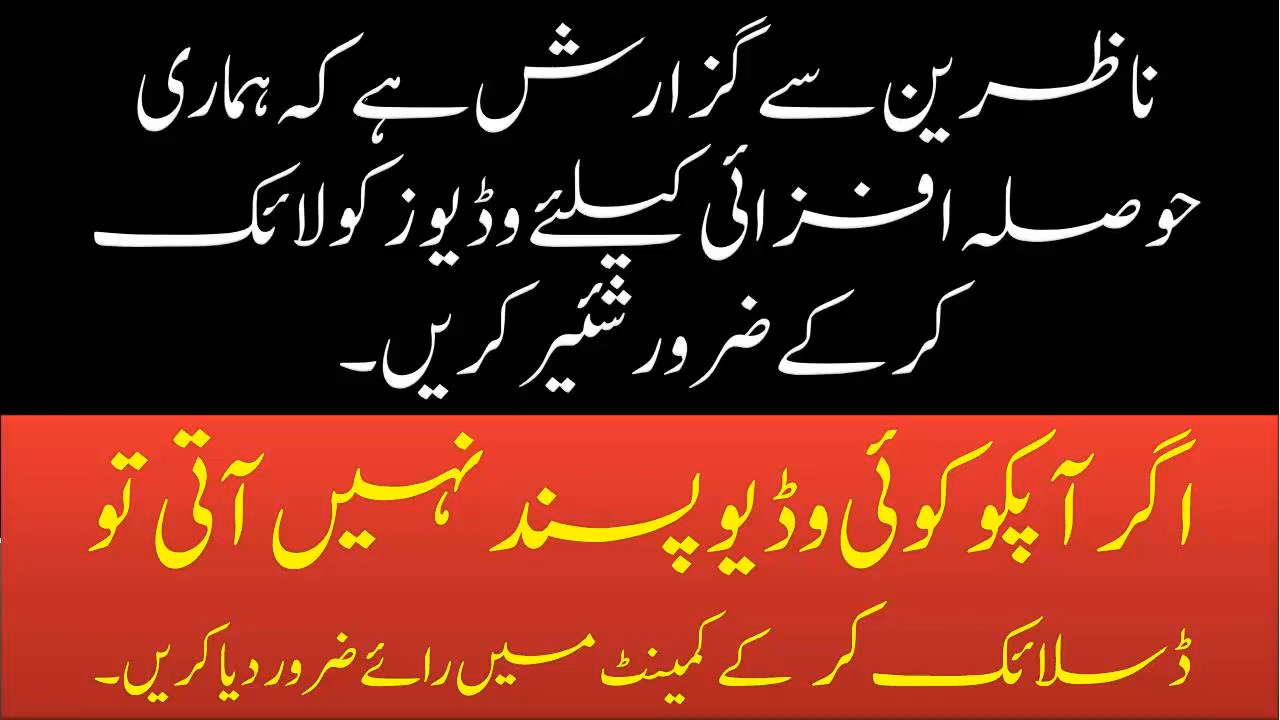 ناظرین سے گزارش ہے کہ ہماری
حوصلہ افزائی کیلئے وڈیوز کو لائک
کر کے ضرور شئیر کریں۔
اگر آپکو کوئی وڈیو پسند نہیں آتی تو
ڈسلائک کر کے کمینٹ میں رائے ضرور دیا کریں۔